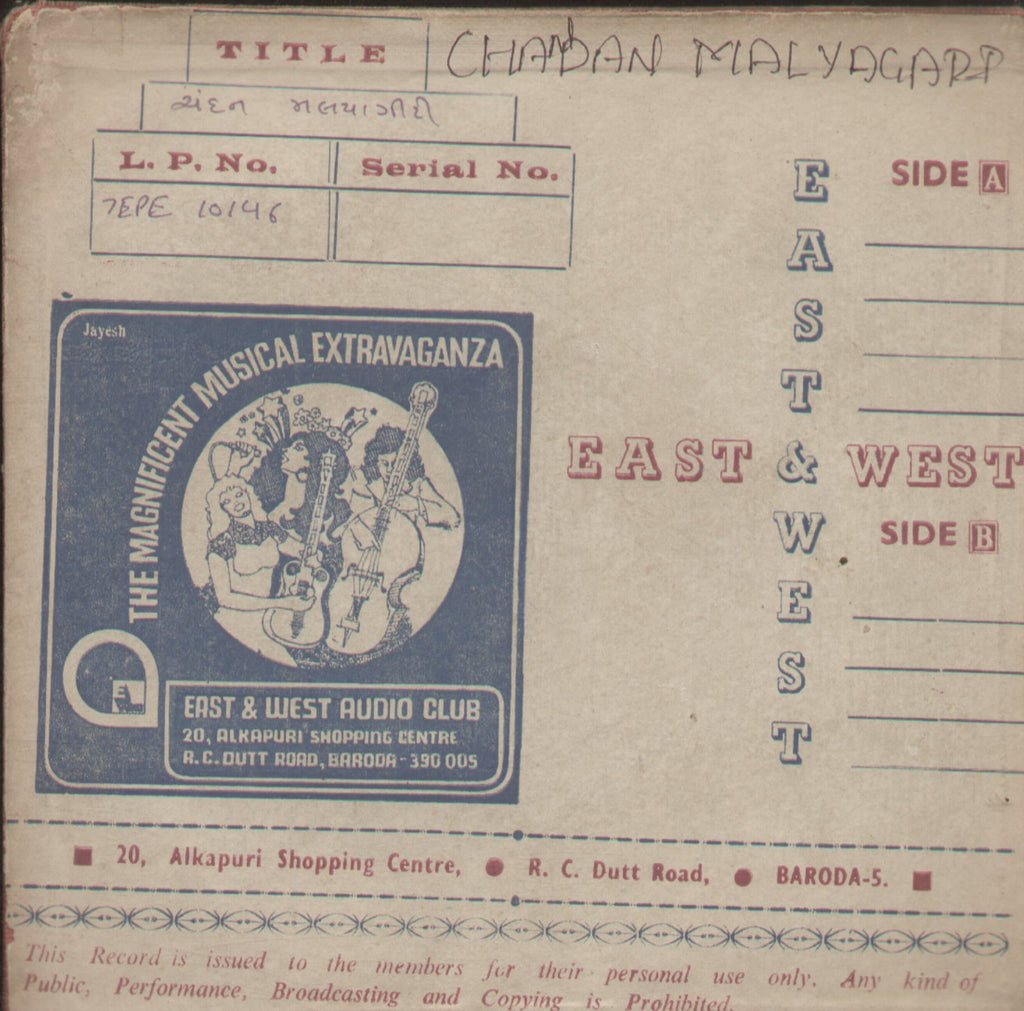 TITLE CHANDAN MALYAGARI
ચંદન મલયાગીરી
L. P. No. Serial No.
7EPE 10146
SIDE A
EAST & WEST
EAST & WEST
SIDE B
Jayesh
THE MAGNIFICENT MUSICAL EXTRAVAGANZA
EAST & WEST AUDIO CLUB
20, ALKAPURI SHOPPING CENTRE
R. C. DUTT ROAD, BARODA - 390 005
20, Alkapuri Shopping Centre, ● R. C. Dutt Road, ● BARODA-5.
This Record is issued to the members for their personal use only. Any kind of
Public, Performance, Broadcasting and Copying is Prohibited.